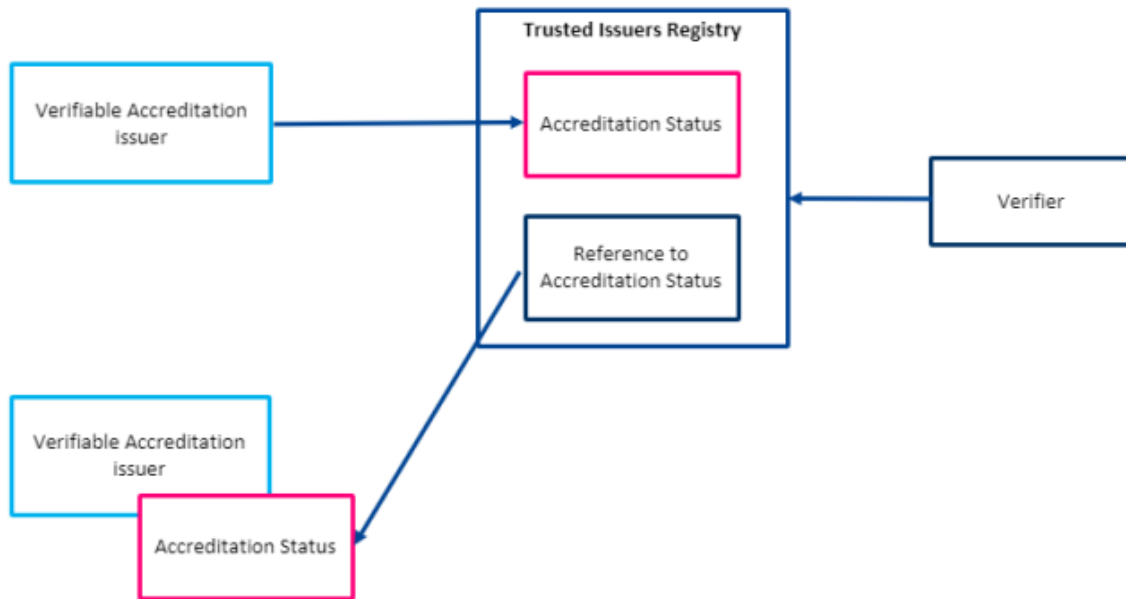 Trusted Issuers Registry
Verifiable Accreditation
issuer
Accreditation Status
Verifier
Reference to
Accreditation Status
Verifiable Accreditation
issuer
Accreditation Status